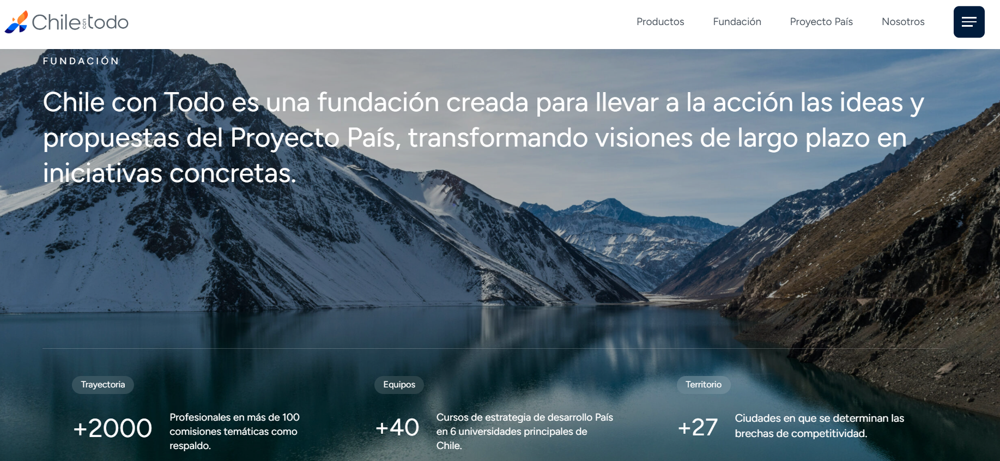 Chile con todo
Productos
Fundación
Proyecto País
Nosotros
FUNDACIÓN
Chile con Todo es una fundación creada para llevar a la acción las ideas y
propuestas del Proyecto País, transformando visiones de largo plazo en
iniciativas concretas.
Trayectoria
+2000
Profesionales en más de 100
comisiones temáticas como
respaldo.
Equipos
+40
Cursos de estrategia de desarrollo País
en 6 universidades principales de
Chile.
Territorio
+27
Ciudades en que se determinan las
brechas de competitividad.